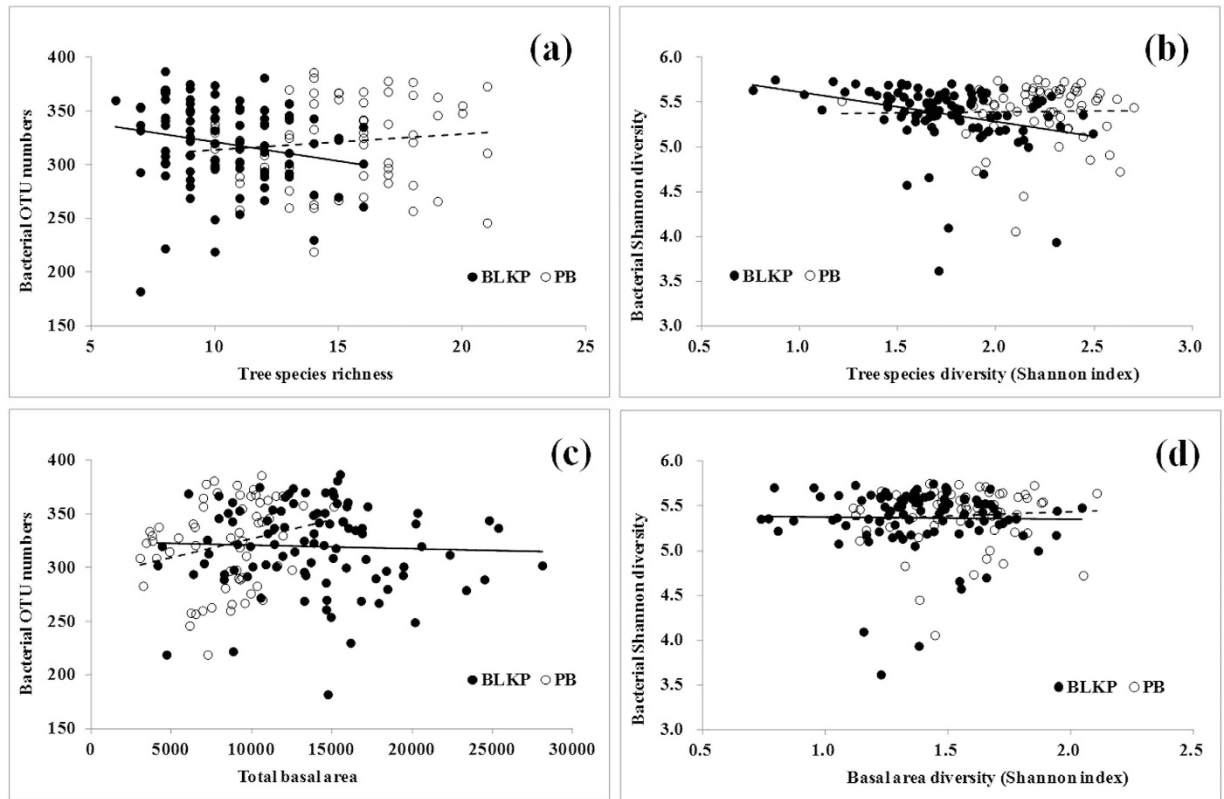 (a)
Bacterial OTU numbers
400
350
300
250
200
150
BLKP PB
5 10 15 20 25
Tree species richness
(b)
Bacterial Shannon diversity
6.0
5.5
5.0
4.5
4.0
3.5
3.0
BLKP PB
0.5 1.0 1.5 2.0 2.5 3.0
Tree species diversity (Shannon index)
(c)
Bacterial OTU numbers
400
350
300
250
200
150
BLKP PB
0 5000 10000 15000 20000 25000 30000
Total basal area
(d)
Bacterial Shannon diversity
6.0
5.5
5.0
4.5
4.0
3.5
3.0
BLKP PB
0.5 1.0 1.5 2.0 2.5
Basal area diversity (Shannon index)